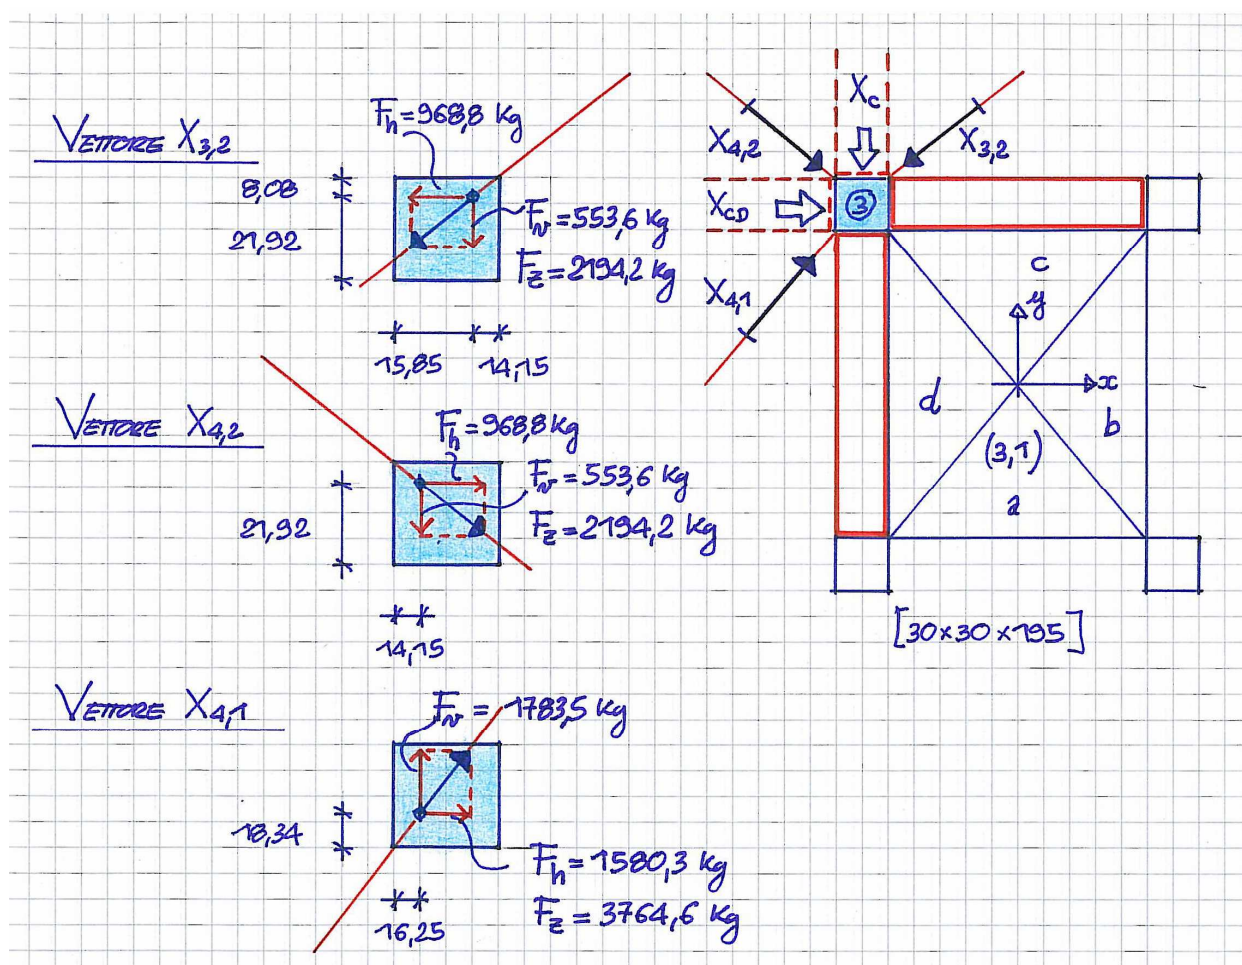 VETTORE X3,2
8,08
21,92
Fh=968,8 Kg
Fv=553,6 Kg
Fz=2194,2 Kg
15,85 14,15
VETTORE X4,2
21,92
Fh=968,8 Kg
Fv=553,6 Kg
Fz=2194,2 Kg
14,15
VETTORE X4,1
Fv = 1783,5 Kg
18,34
Fh=1580,3 Kg
Fz=3764,6 Kg
16,25
Xc
X4,2
X3,2
XCD
3
X4,1
c
y
x
d
b
(3,1)
a
[30×30×195]